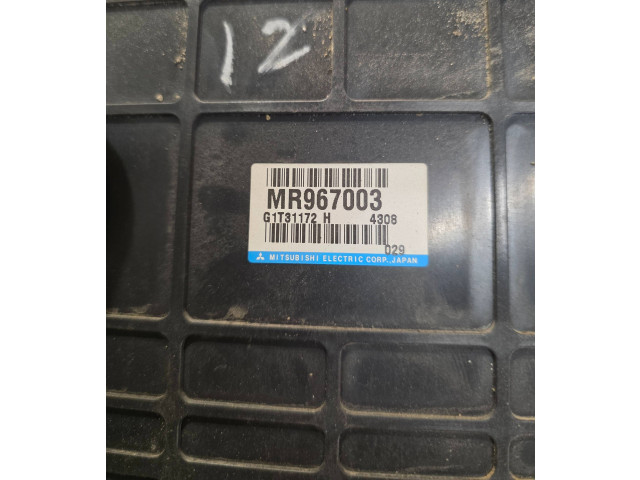 12
MR967003
G1T31172 H 4308
029
MITSUBISHI ELECTRIC CORP., JAPAN